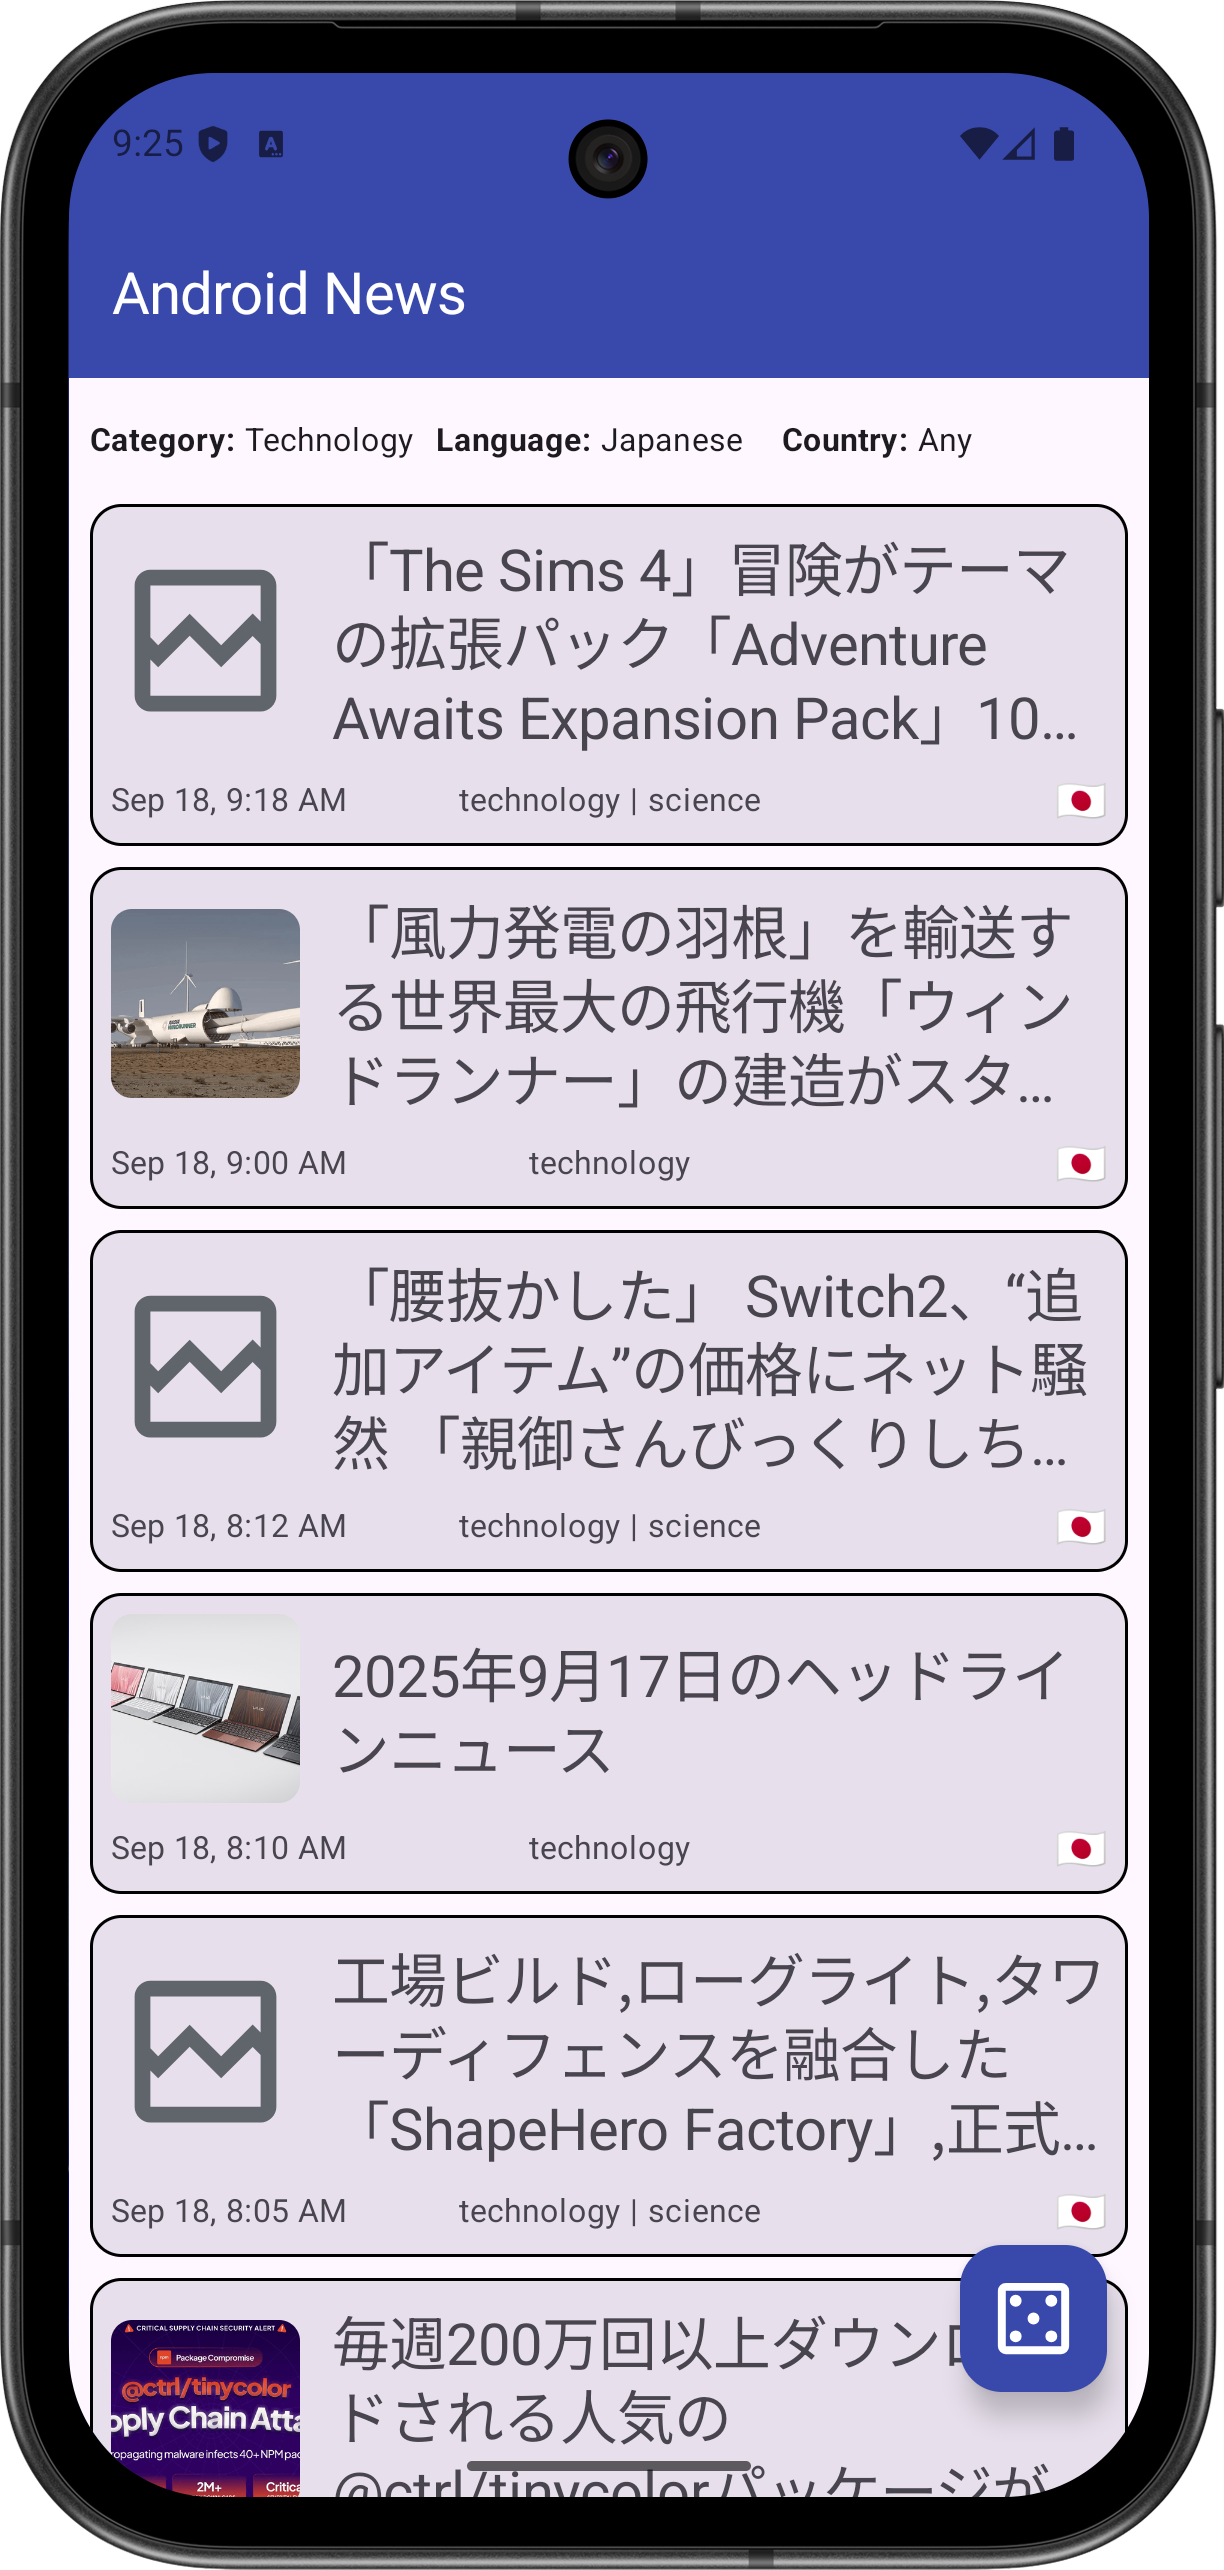 9:25
Android News
Category: Technology Language: Japanese Country: Any
「The Sims 4」冒険がテーマ
の拡張パック「Adventure
Awaits Expansion Pack」10...
Sep 18, 9:18 AM technology | science
「風力発電の羽根」を輸送す
る世界最大の飛行機「ウィン
ドランナー」の建造がスタ...
Sep 18, 9:00 AM technology
「腰抜かした」 Switch2、“追
加アイテム”の価格にネット騒
然 「親御さんびっくりしち...
Sep 18, 8:12 AM technology | science
2025年9月17日のヘッドライ
ンニュース
Sep 18, 8:10 AM technology
工場ビルド,ローグライト,タワ
ーディフェンスを融合した
「ShapeHero Factory」,正式...
Sep 18, 8:05 AM technology | science
CRITICAL SUPPLY CHAIN SECURITY ALERT
Package Compromise
@ctrl/tinycolor
pply Chain Atta
opagating malware infects 40+ NPM pac
2M+
Critica
毎週200万回以上ダウンロ
ドされる人気の
@ctrl/tinycolorパッケージが